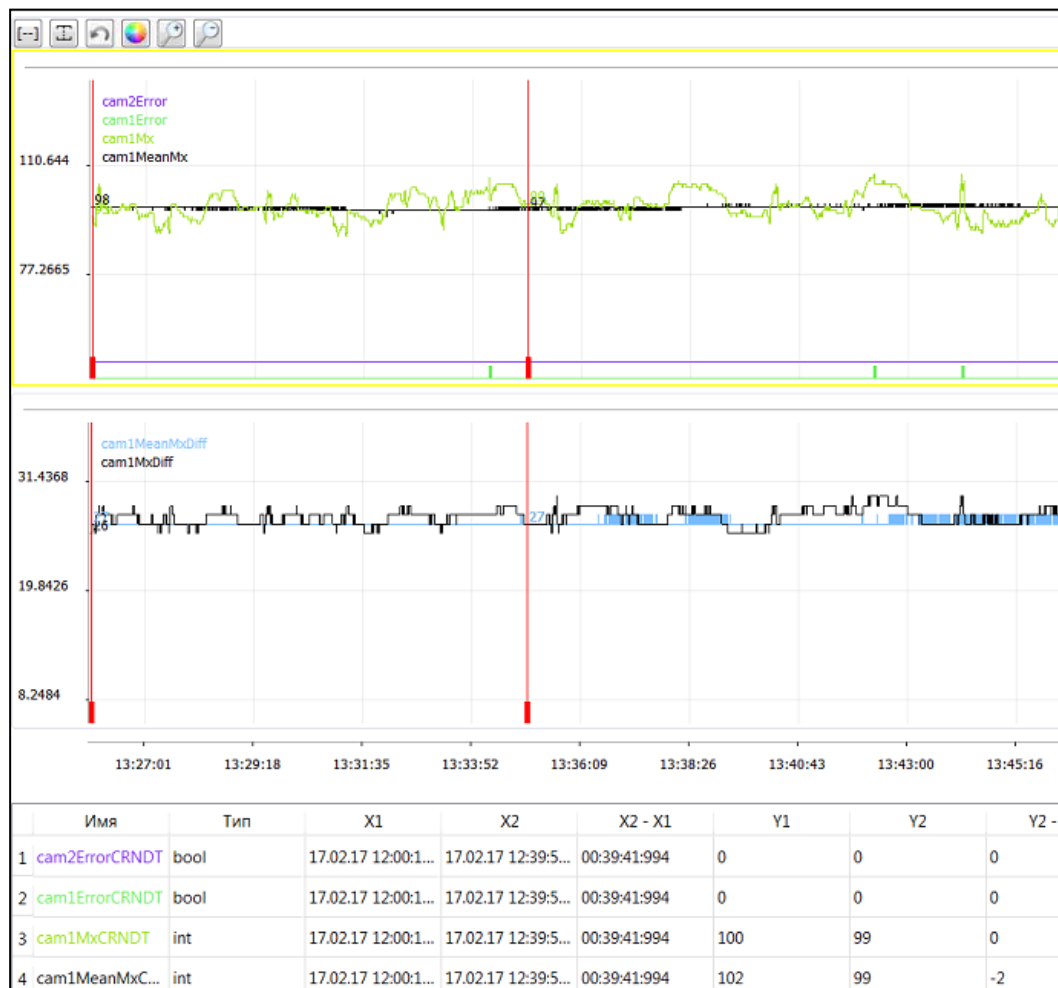 [--]
cam2Error
cam1Error
cam1Mx
cam1MeanMx
110.644
98
99
97
77.2665
cam1MeanMxDiff
cam1MxDiff
31.4368
26
27
19.8426
8.2484
13:27:01 13:29:18 13:31:35 13:33:52 13:36:09 13:38:26 13:40:43 13:43:00 13:45:16
Имя Тип X1 X2 X2 - X1 Y1 Y2 Y2 -
1 cam2ErrorCRNDT bool 17.02.17 12:00:1... 17.02.17 12:39:5... 00:39:41:994 0 0 0
2 cam1ErrorCRNDT bool 17.02.17 12:00:1... 17.02.17 12:39:5... 00:39:41:994 0 0 0
3 cam1MxCRNDT int 17.02.17 12:00:1... 17.02.17 12:39:5... 00:39:41:994 100 99 0
4 cam1MeanMxC... int 17.02.17 12:00:1... 17.02.17 12:39:5... 00:39:41:994 102 99 -2